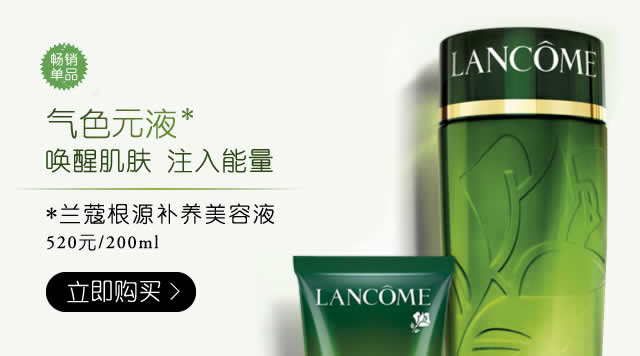 畅销
单品
气色元液*
唤醒肌肤 注入能量
*兰蔻根源补养美容液
520元/200ml
立即购买 >
LANCÔME
LANCÔME